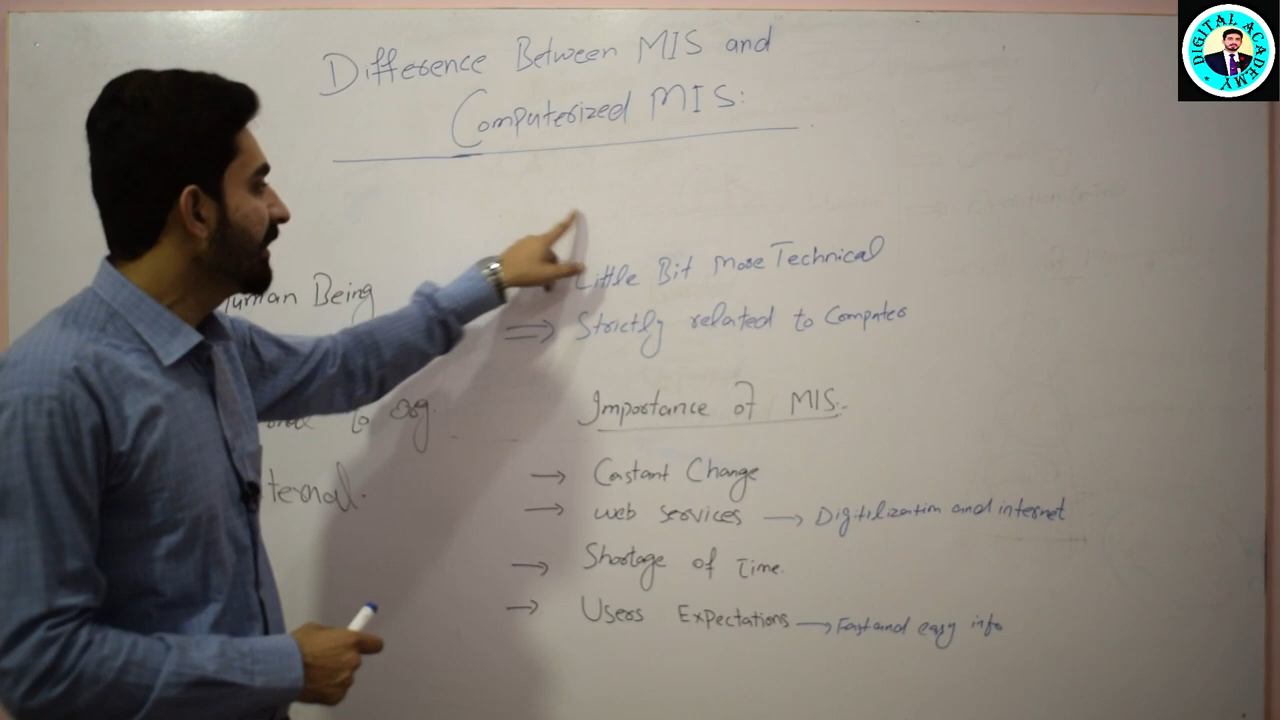 Difference Between MIS and
Computerized MIS:
Human Being
Little Bit More Technical
⇒ Strictly related to Computer
to Org.
ternal.
Importance of MIS.
→ Constant Change
→ web services → Digitilization and internet
→ Shortage of Time.
→ Users Expectations → Fast and easy info
DIGITAL ACADEMY